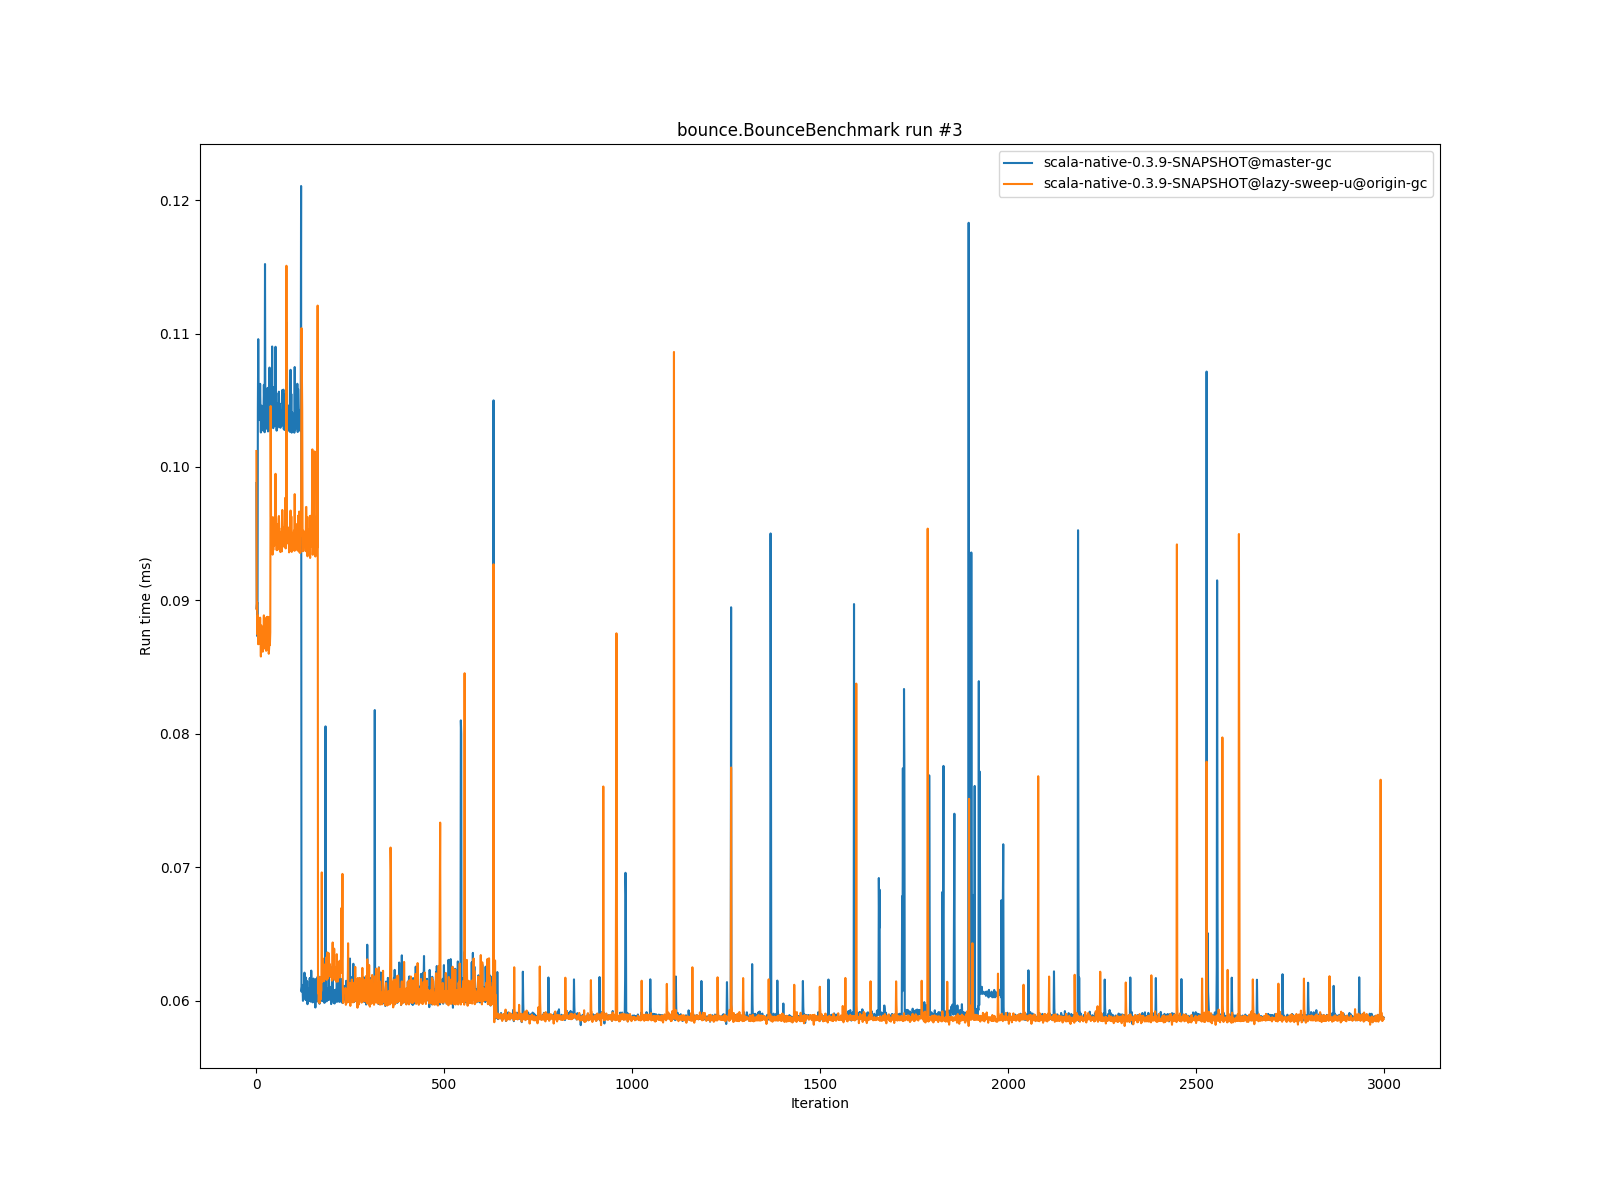 bounce.BounceBenchmark run #3
scala-native-0.3.9-SNAPSHOT@master-gc
scala-native-0.3.9-SNAPSHOT@lazy-sweep-u@origin-gc
0.12
0.11
0.10
0.09
0.08
0.07
0.06
Run time (ms)
0 500 1000 1500 2000 2500 3000
Iteration